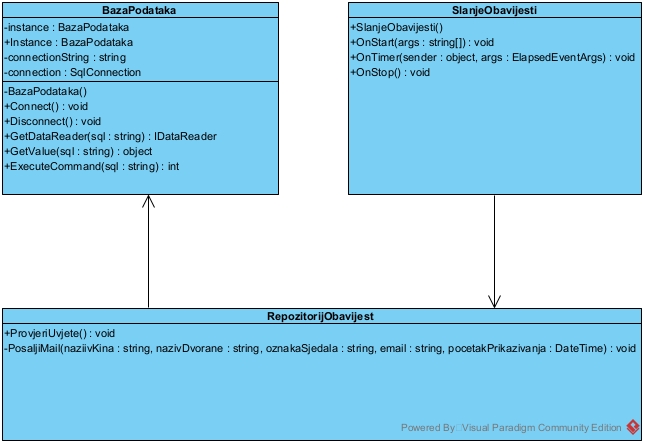 BazaPodataka
-instance : BazaPodataka
+Instance : BazaPodataka
-connectionString : string
-connection : SqlConnection
-BazaPodataka()
+Connect() : void
+Disconnect() : void
+GetDataReader(sql : string) : IDataReader
+GetValue(sql : string) : object
+ExecuteCommand(sql : string) : int
SlanjeObavijesti
+SlanjeObavijesti()
+OnStart(args : string[]) : void
+OnTimer(sender : object, args : ElapsedEventArgs) : void
+OnStop() : void
RepozitorijObavijest
+ProvjeriUvjete() : void
-PosaljiMail(naziivKina : string, nazivDvorane : string, oznakaSjedala : string, email : string, pocetakPrikazivanja : DateTime) : void
Powered By Visual Paradigm Community Edition